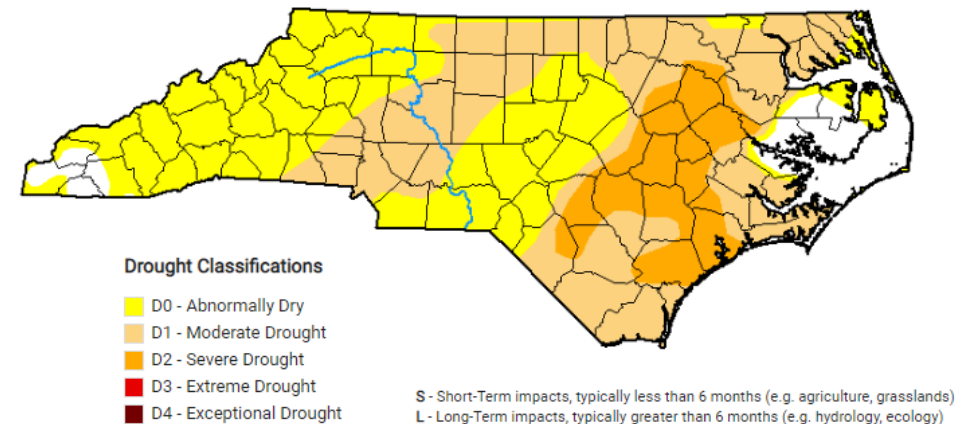 Drought Classifications
D0 - Abnormally Dry
D1 - Moderate Drought
D2 - Severe Drought
D3 - Extreme Drought
D4 - Exceptional Drought
S - Short-Term impacts, typically less than 6 months (e.g. agriculture, grasslands)
L - Long-Term impacts, typically greater than 6 months (e.g. hydrology, ecology)